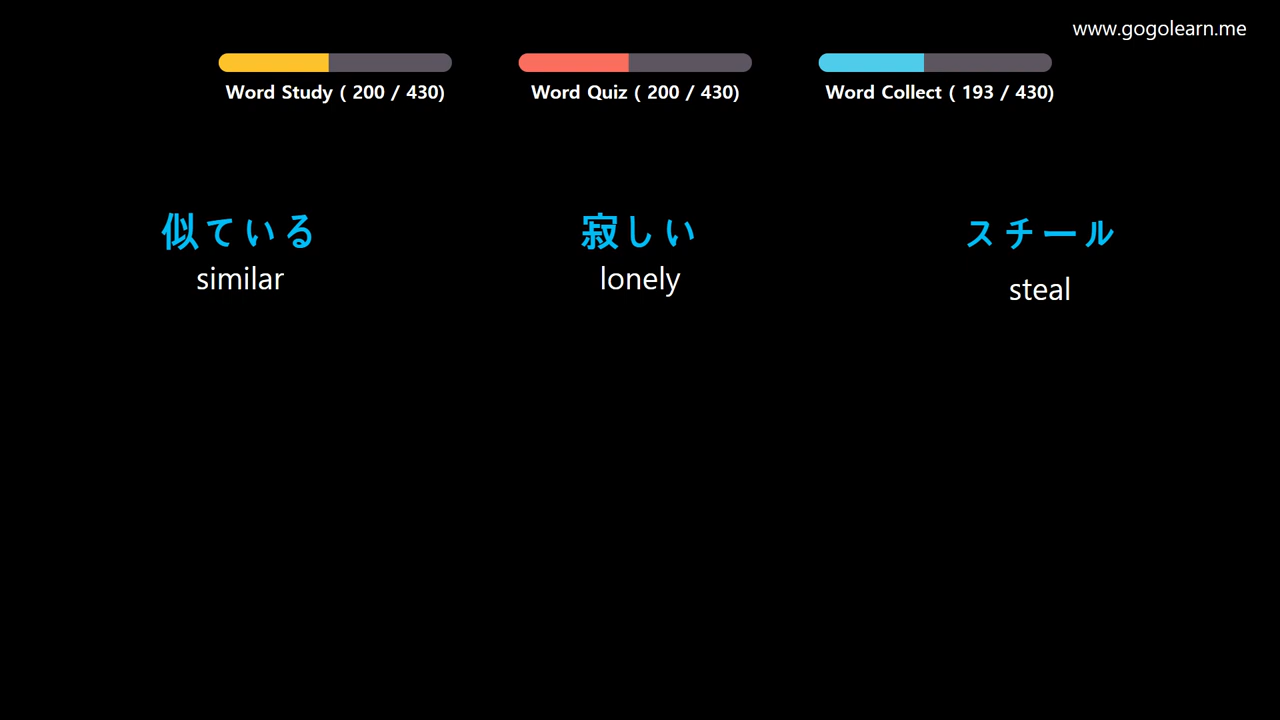 www.gogolearn.me
Word Study ( 200 / 430)
Word Quiz ( 200 / 430)
Word Collect ( 193 / 430)
似ている
similar
寂しい
lonely
スチール
steal